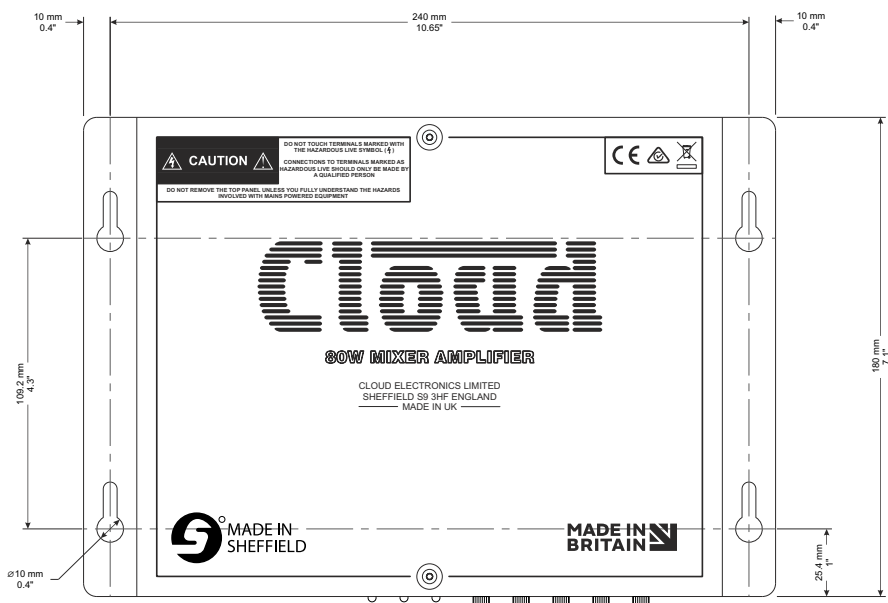 10 mm
0.4"
240 mm
10.65"
10 mm
0.4"
CAUTION
DO NOT TOUCH TERMINALS MARKED WITH
THE HAZARDOUS LIVE SYMBOL ( )
CONNECTIONS TO TERMINALS MARKED AS
HAZARDOUS LIVE SHOULD ONLY BE MADE BY
A QUALIFIED PERSON
DO NOT REMOVE THE TOP PANEL UNLESS YOU FULLY UNDERSTAND THE HAZARDS
INVOLVED WITH MAINS POWERED EQUIPMENT
CE
Cloud
80W MIXER AMPLIFIER
CLOUD ELECTRONICS LIMITED
SHEFFIELD S9 3HF ENGLAND
MADE IN UK
109.2 mm
4.3"
180 mm
7.1"
MADE IN
SHEFFIELD
MADE IN
BRITAIN
25.4 mm
1"
⌀10 mm
0.4"